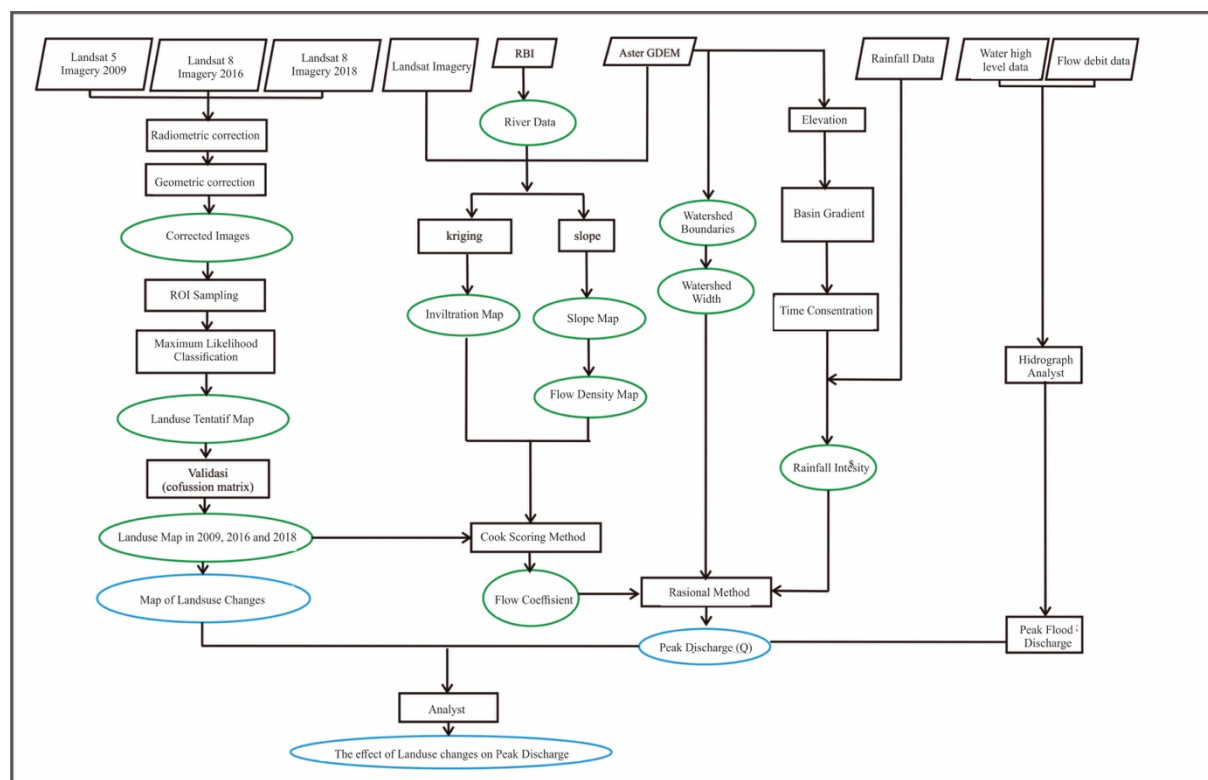 Landsat 5
Imagery 2009
Landsat 8
Imagery 2016
Landsat 8
Imagery 2018
Landsat Imagery
RBI
Aster GDEM
Rainfall Data
Water high
level data
Flow debit data
River Data
Elevation
Radiometric correction
Geometric correction
Corrected Images
kriging
slope
Watershed
Boundaries
Basin Gradient
ROI Sampling
Inviltration Map
Slope Map
Watershed
Width
Time Consentration
Maximum Likelihood
Classification
Hidrograph
Analyst
Landuse Tentatif Map
Flow Density Map
Validasi
(cofussion matrix)
Rainfall Intesity
s
Landuse Map in 2009, 2016 and 2018
Cook Scoring Method
Map of Landsuse Changes
Flow Coeffisient
Rasional Method
Peak Discharge (Q)
Peak Flood :
Discharge
Analyst
The effect of Landuse changes on Peak Discharge